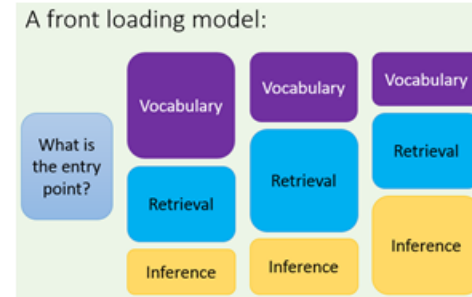 A front loading model:
What is
the entry
point?
Vocabulary
Retrieval
Inference
Vocabulary
Retrieval
Inference
Vocabulary
Retrieval
Inference